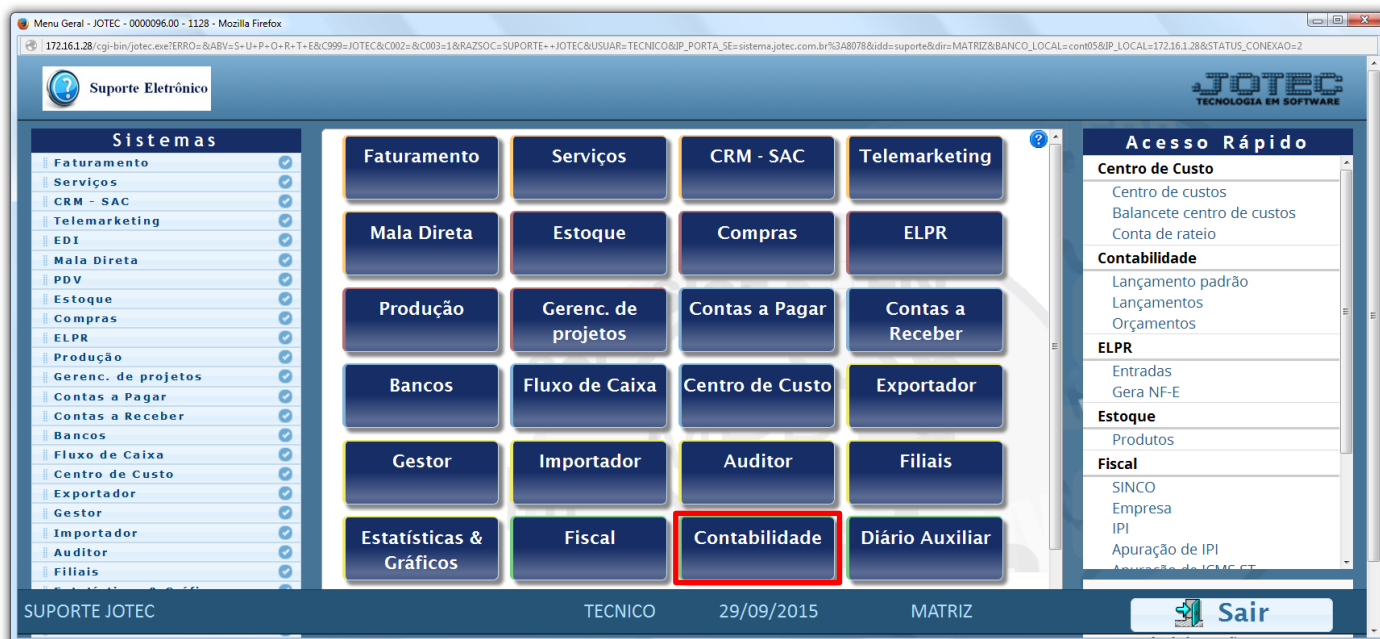 Menu Geral - JOTEC - 0000096.00 - 1128 - Mozilla Firefox
172.16.1.28/cgi-bin/jotec.exe?ERRO=&ABV=S+U+P+O+R+T+E&C999=JOTEC&C002=&C003=1&RAZSOC=SUPORTE++JOTEC&USUAR=TECNICO&IP_PORTA_SE=sistema.jotec.com.br%3A8078&idd=suporte&dir=MATRIZ&BANCO_LOCAL=cont05&IP_LOCAL=172.16.1.28&STATUS_CONEXAO=2
Suporte Eletrônico
JOTEC
TECNOLOGIA EM SOFTWARE
Sistemas
Faturamento
Serviços
CRM - SAC
Telemarketing
EDI
Mala Direta
PDV
Estoque
Compras
ELPR
Produção
Gerenc. de projetos
Contas a Pagar
Contas a Receber
Bancos
Fluxo de Caixa
Centro de Custo
Exportador
Gestor
Importador
Auditor
Filiais
Faturamento
Serviços
CRM - SAC
Telemarketing
Mala Direta
Estoque
Compras
ELPR
Produção
Gerenc. de
projetos
Contas a Pagar
Contas a
Receber
Bancos
Fluxo de Caixa
Centro de Custo
Exportador
Gestor
Importador
Auditor
Filiais
Estatísticas &
Gráficos
Fiscal
Contabilidade
Diário Auxiliar
Acesso Rápido
Centro de Custo
Centro de custos
Balancete centro de custos
Conta de rateio
Contabilidade
Lançamento padrão
Lançamentos
Orçamentos
ELPR
Entradas
Gera NF-E
Estoque
Produtos
Fiscal
SINCO
Empresa
IPI
Apuração de IPI
Apuração de ICMS ST
SUPORTE JOTEC
TECNICO
29/09/2015
MATRIZ
Sair